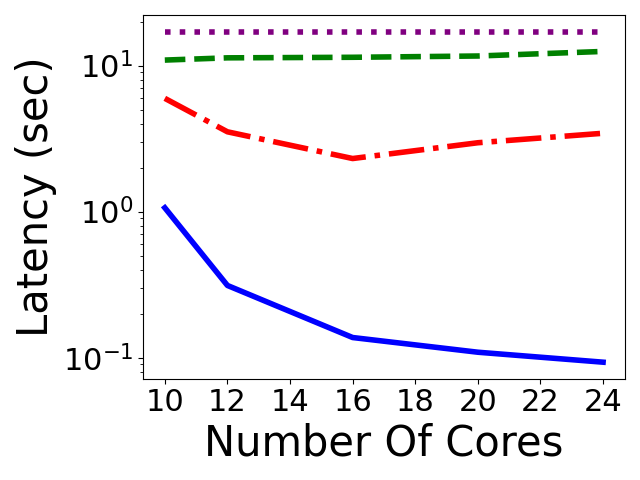 Latency (sec)
10¹
10⁰
10⁻¹
10 12 14 16 18 20 22 24
Number Of Cores